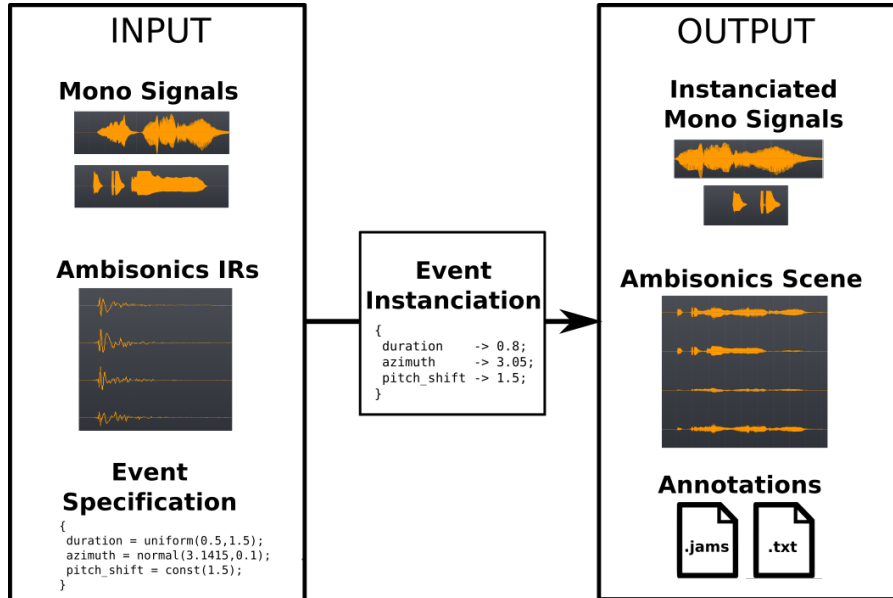 INPUT
Mono Signals
Ambisonics IRs
Event
Specification
{
duration = uniform(0.5,1.5);
azimuth = normal(3.1415,0.1);
pitch_shift = const(1.5);
}
Event
Instanciation
{
duration -> 0.8;
azimuth -> 3.05;
pitch_shift -> 1.5;
}
OUTPUT
Instanciated
Mono Signals
Ambisonics Scene
Annotations
.jams
.txt